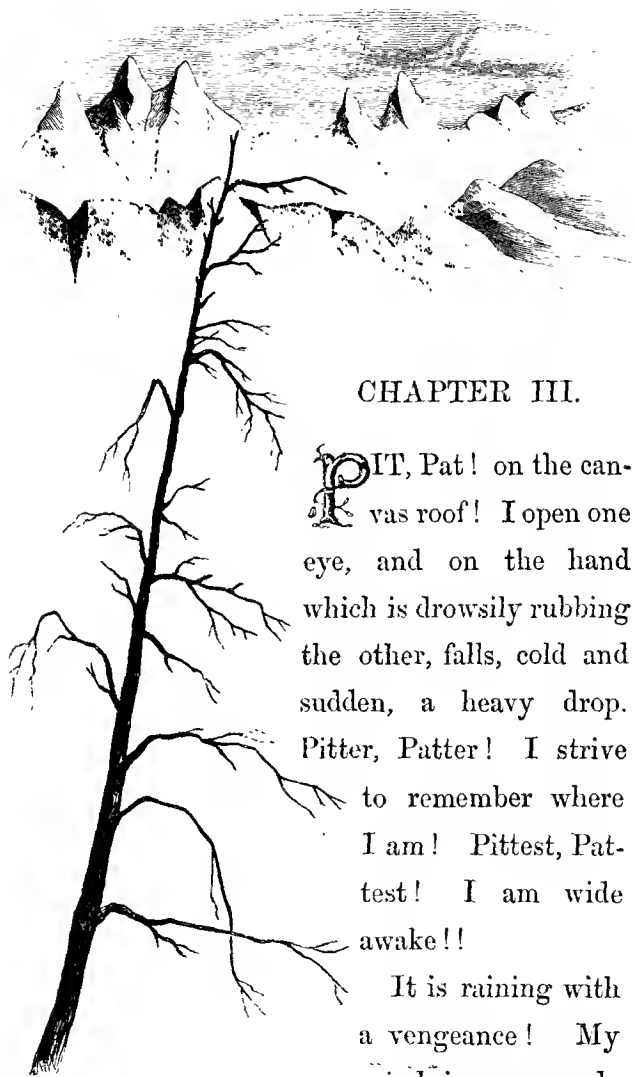 CHAPTER III.
PIT, Pat! on the can-
vas roof! I open one
eye, and on the hand
which is drowsily rubbing
the other, falls, cold and
sudden, a heavy drop.
Pitter, Patter! I strive
to remember where
I am! Pittest, Pat-
test! I am wide
awake!!
It is raining with
a vengeance! My